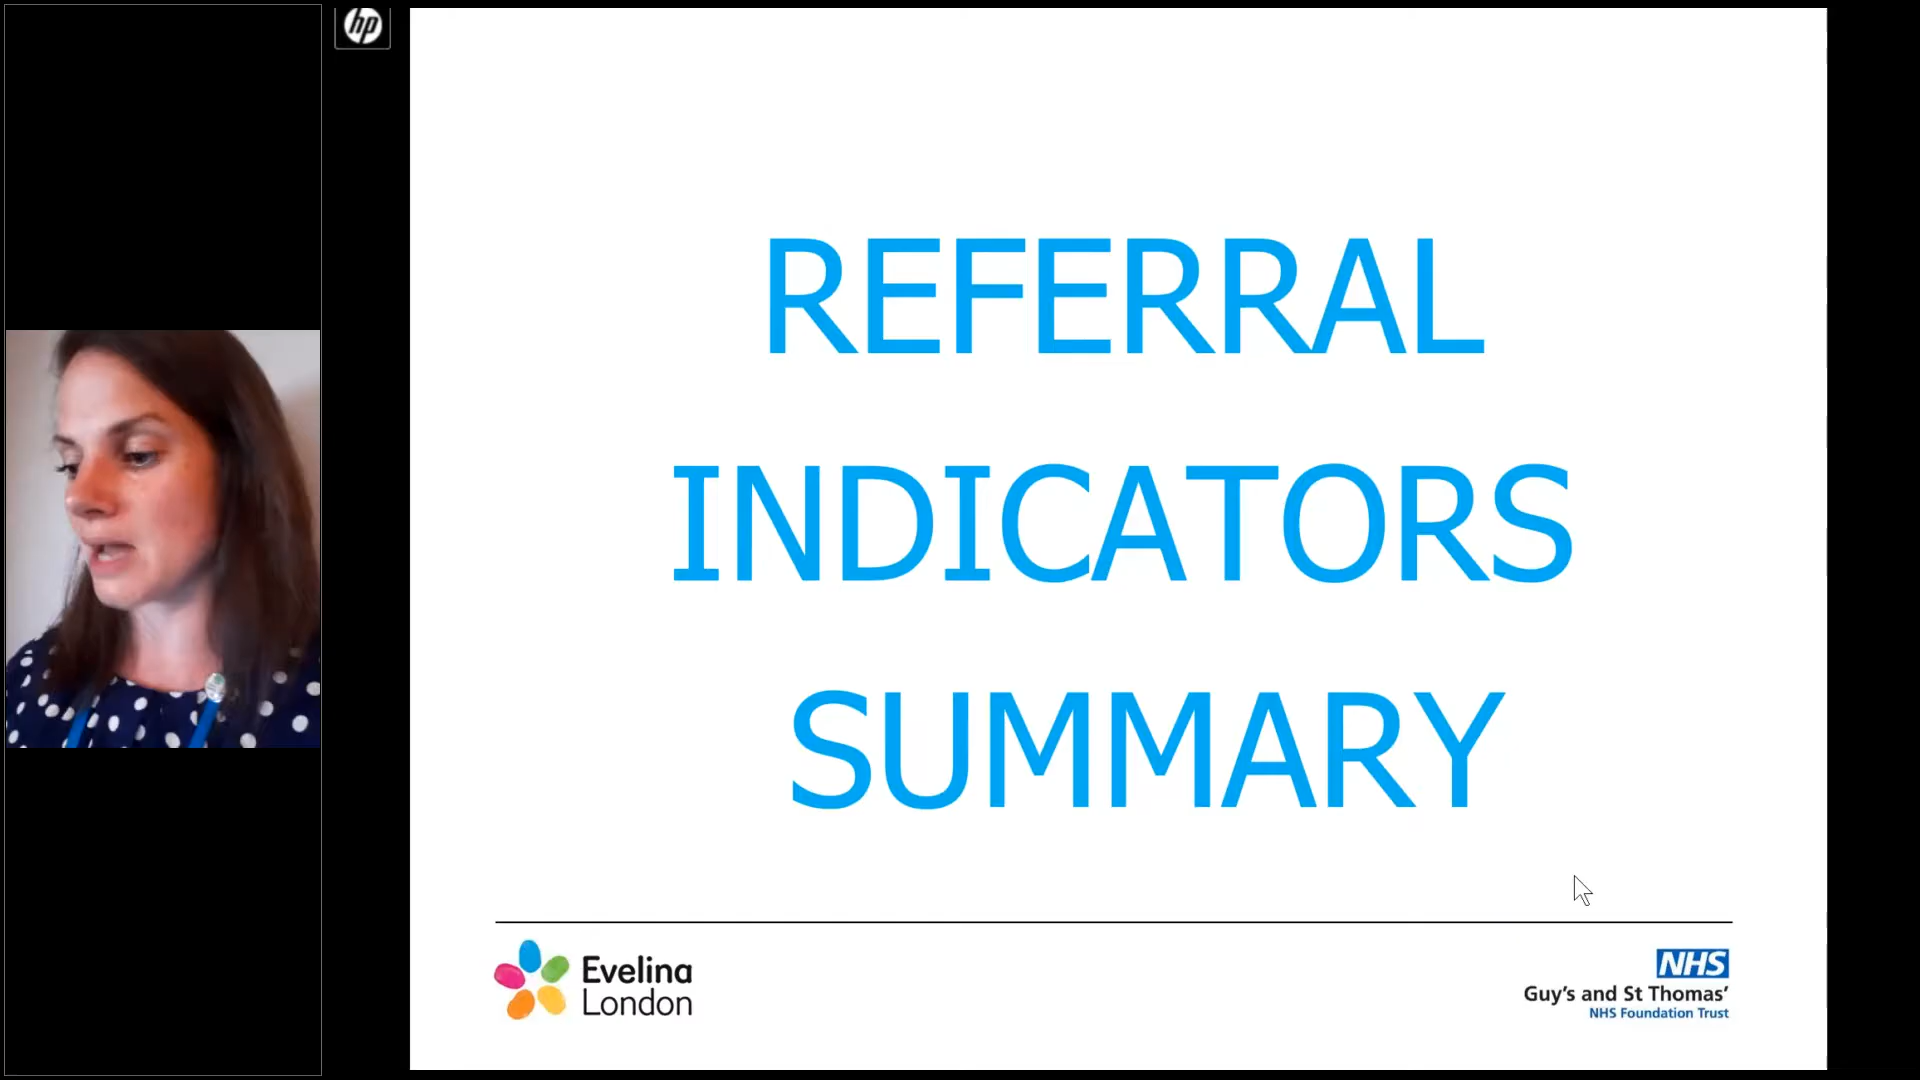 hp
REFERRAL
INDICATORS
SUMMARY
Evelina
London
NHS
Guy's and St Thomas'
NHS Foundation Trust